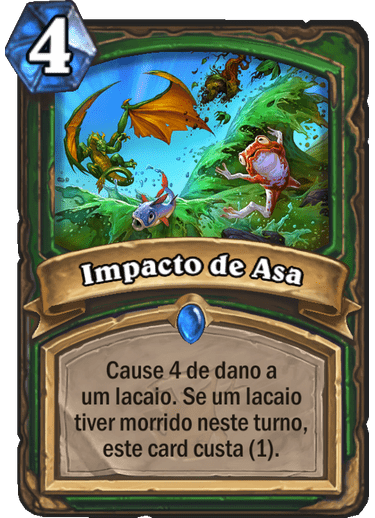 4
Impacto de Asa
Cause 4 de dano a
um lacaio. Se um lacaio
tiver morrido neste turno,
este card custa (1).